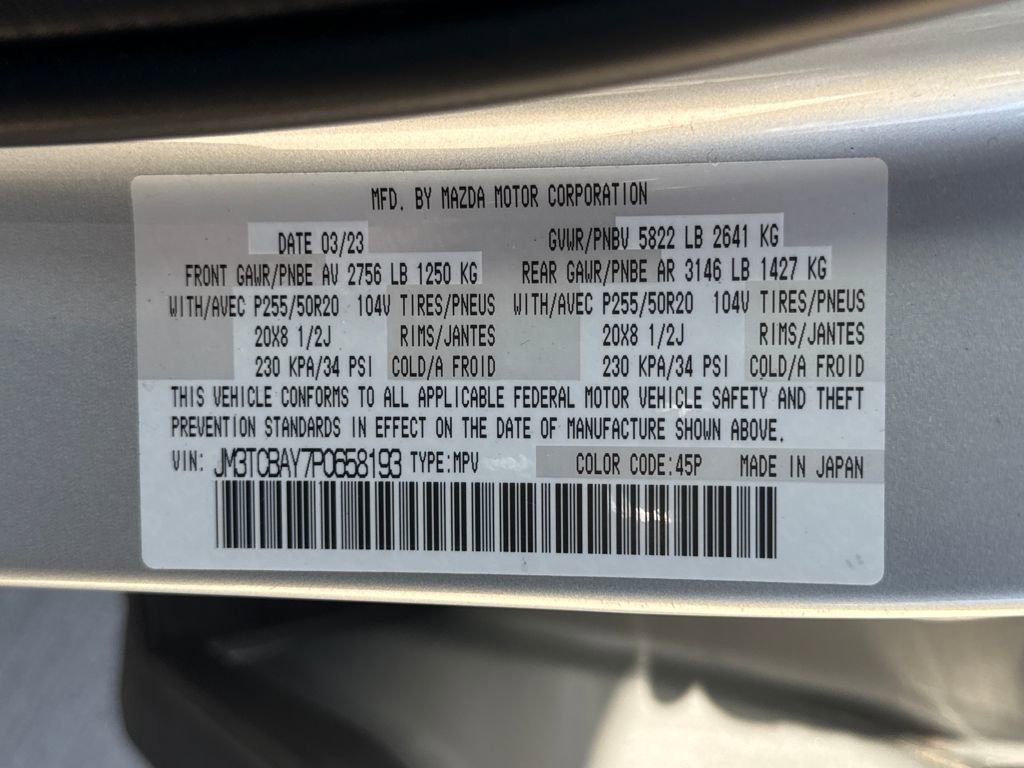 MFD. BY MAZDA MOTOR CORPORATION
DATE 03/23 GVWR/PNBV 5822 LB 2641 KG
FRONT GAWR/PNBE AV 2756 LB 1250 KG REAR GAWR/PNBE AR 3146 LB 1427 KG
WITH/AVEC P255/50R20 104V TIRES/PNEUS WITH/AVEC P255/50R20 104V TIRES/PNEUS
20X8 1/2J RIMS/JANTES 20X8 1/2J RIMS/JANTES
230 KPA/34 PSI COLD/A FROID 230 KPA/34 PSI COLD/A FROID
THIS VEHICLE CONFORMS TO ALL APPLICABLE FEDERAL MOTOR VEHICLE SAFETY AND THEFT
PREVENTION STANDARDS IN EFFECT ON THE DATE OF MANUFACTURE SHOWN ABOVE.
VIN: JM3TCBAY7P0658193 TYPE:MPV COLOR CODE:45P MADE IN JAPAN